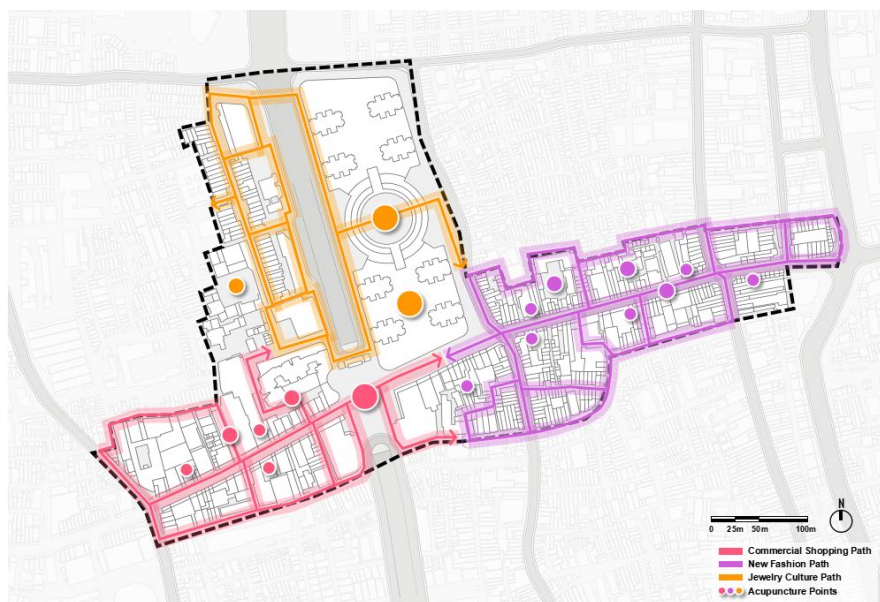 N
0 25m 50m 100m
Commercial Shopping Path
New Fashion Path
Jewelry Culture Path
Acupuncture Points